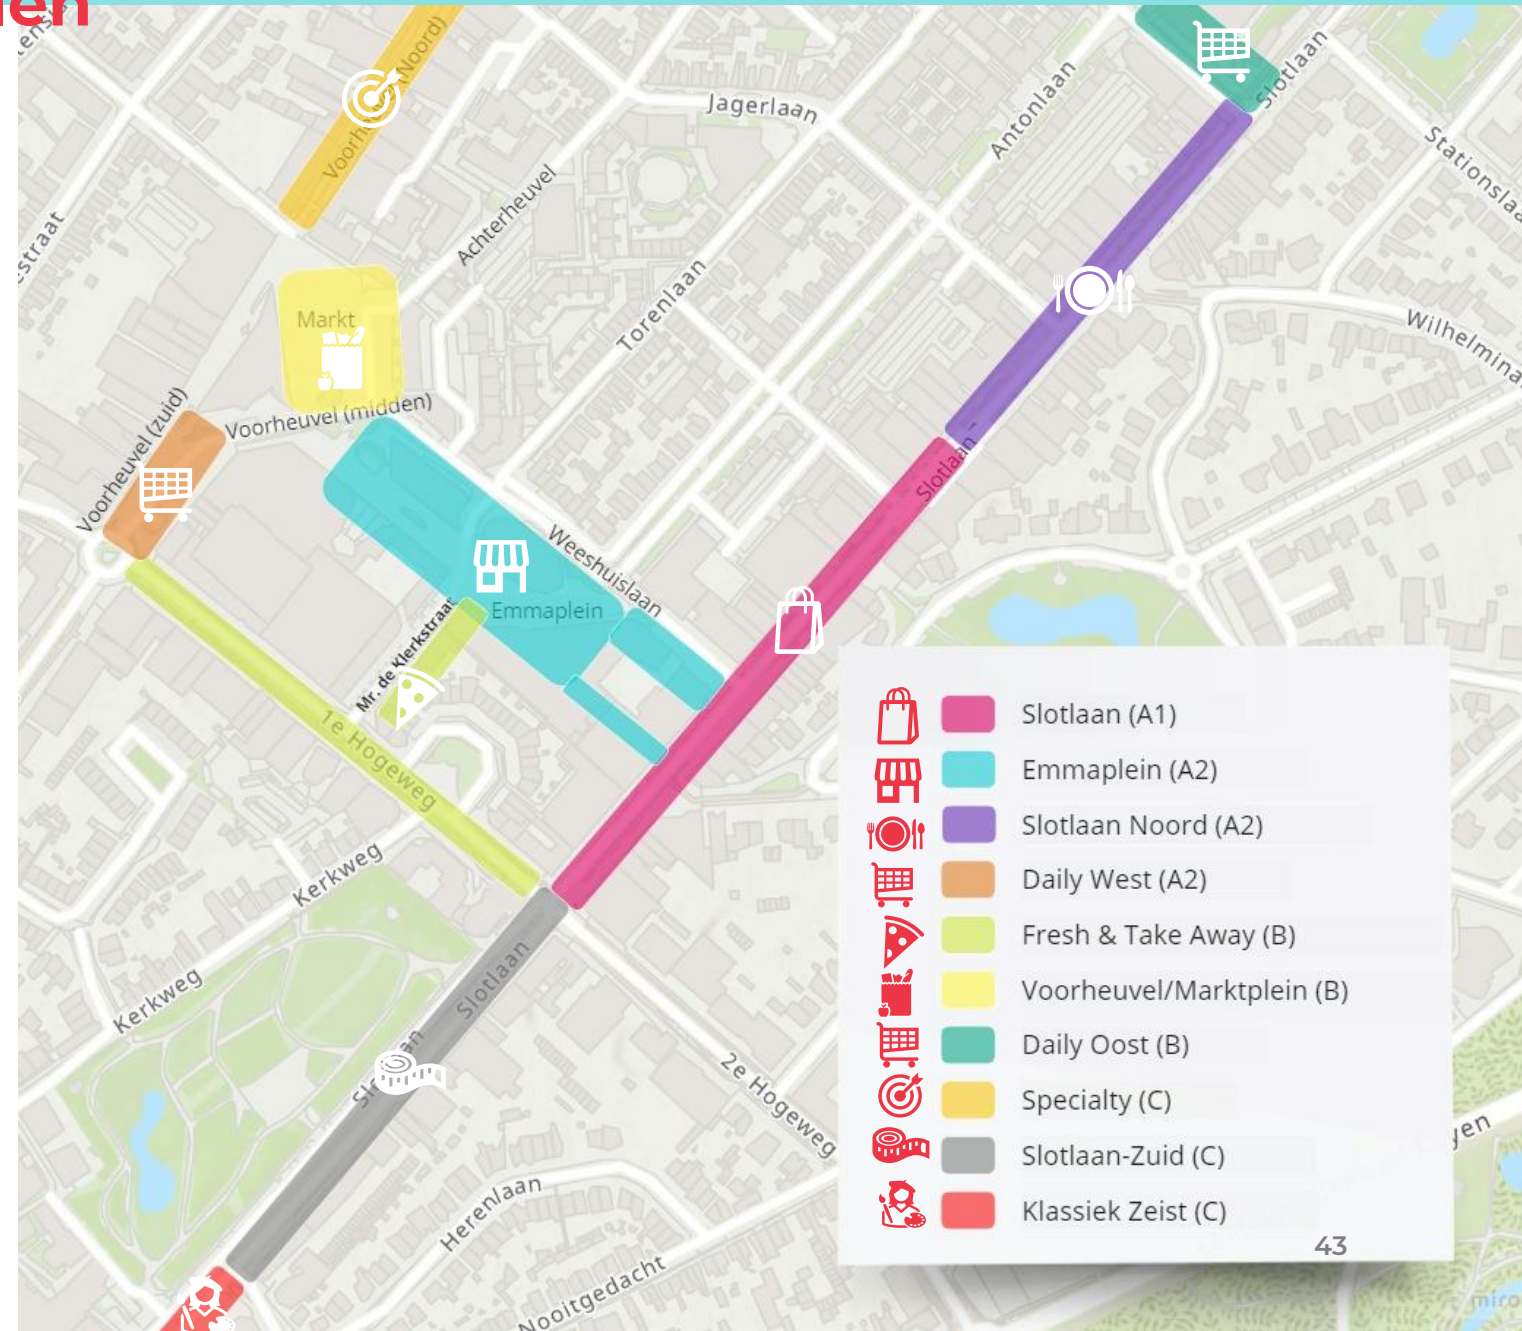 Voorheuvel (Noord)
Jagerlaan
Antonlaan
Slotlaan
Achterheuvel
Torenlaan
Markt
Voorheuvel (zuid)
Voorheuvel (midden)
Slotlaan
Weeshuislaan
Emmaplein
Mr. de Klerkstraat
1e Hogeweg
Kerkweg
Kerkweg
Slotlaan
2e Hogeweg
Herenlaan
Nooitgedacht
Slotlaan (A1)
Emmaplein (A2)
Slotlaan Noord (A2)
Daily West (A2)
Fresh & Take Away (B)
Voorheuvel/Marktplein (B)
Daily Oost (B)
Specialty (C)
Slotlaan-Zuid (C)
Klassiek Zeist (C)
43